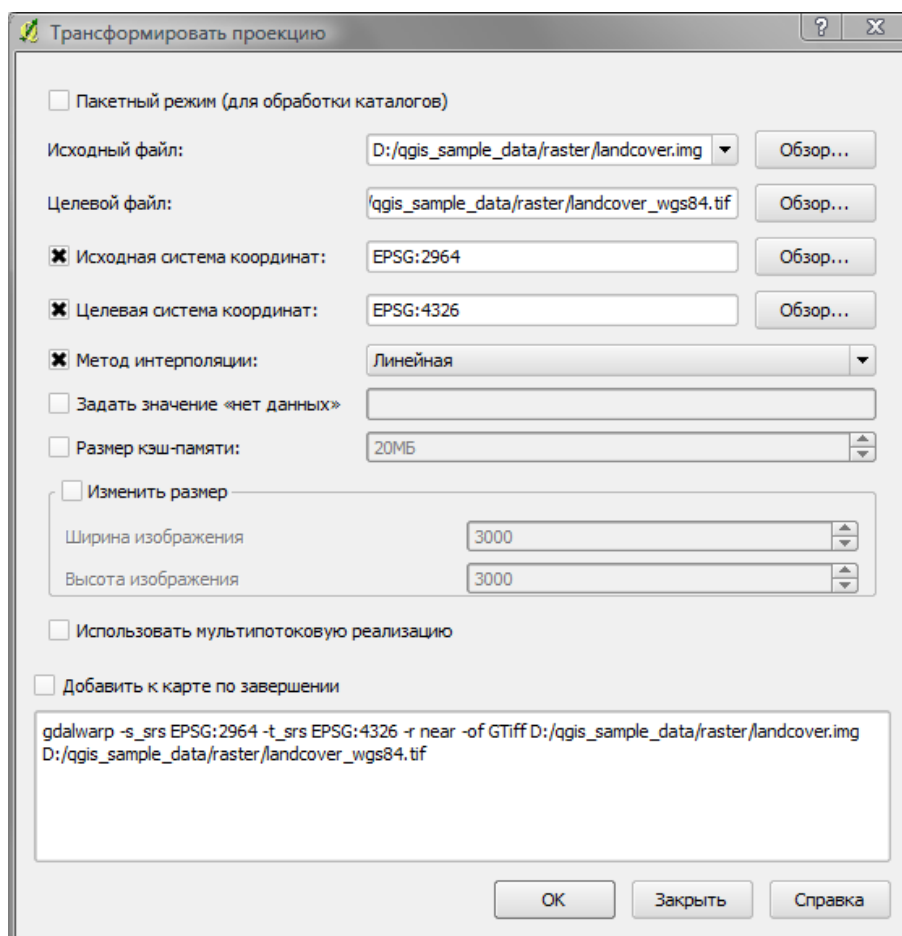 Трансформировать проекцию
Пакетный режим (для обработки каталогов)
Исходный файл: D:/qgis_sample_data/raster/landcover.img Обзор...
Целевой файл: /qgis_sample_data/raster/landcover_wgs84.tif Обзор...
Исходная система координат: EPSG:2964 Обзор...
Целевая система координат: EPSG:4326 Обзор...
Метод интерполяции: Линейная
Задать значение «нет данных»
Размер кэш-памяти: 20МБ
Изменить размер
Ширина изображения 3000
Высота изображения 3000
Использовать мультипотоковую реализацию
Добавить к карте по завершении
gdalwarp -s_srs EPSG:2964 -t_srs EPSG:4326 -r near -of GTiff D:/qgis_sample_data/raster/landcover.img
D:/qgis_sample_data/raster/landcover_wgs84.tif
ОК Закрыть Справка